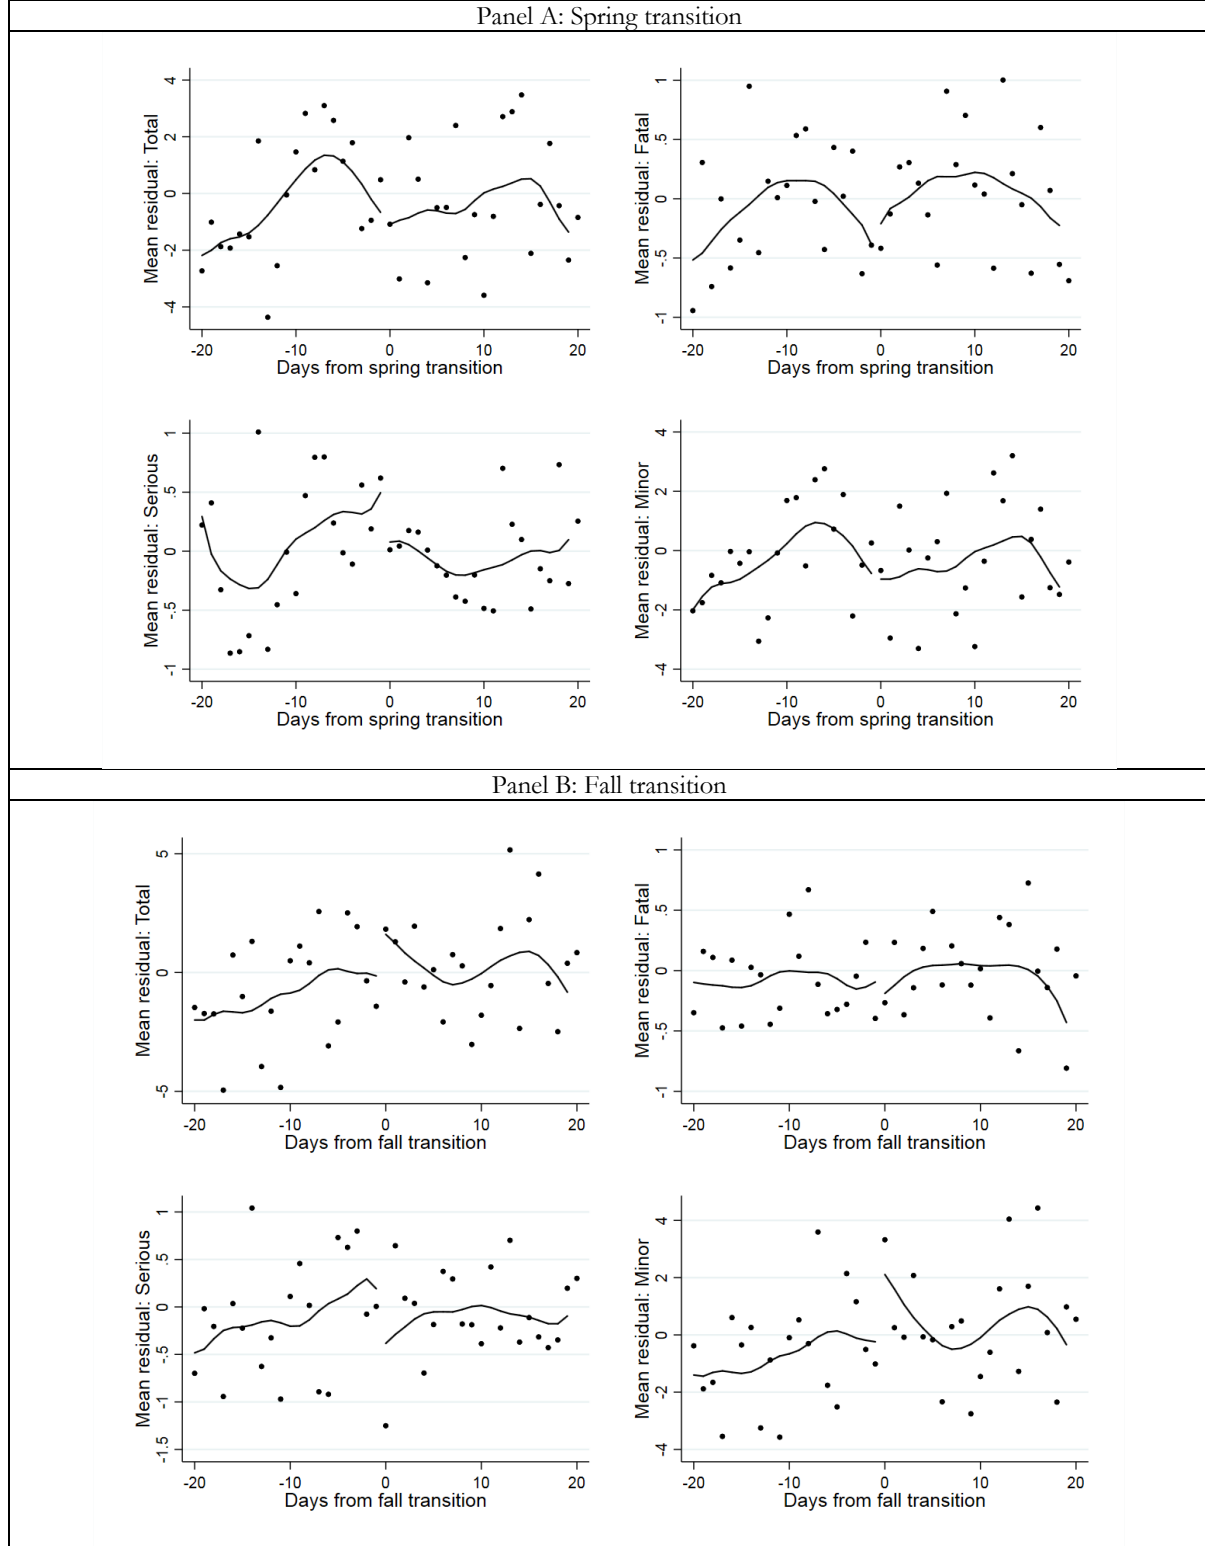 Panel A: Spring transition
Mean residual: Total
4
2
0
-2
-4
-20 -10 0 10 20
Days from spring transition
Mean residual: Fatal
1
.5
0
-.5
-1
-20 -10 0 10 20
Days from spring transition
Mean residual: Serious
1
.5
0
-.5
-1
-20 -10 0 10 20
Days from spring transition
Mean residual: Minor
4
2
0
-2
-4
-20 -10 0 10 20
Days from spring transition
Panel B: Fall transition
Mean residual: Total
5
0
-5
-20 -10 0 10 20
Days from fall transition
Mean residual: Fatal
1
.5
0
-.5
-1
-20 -10 0 10 20
Days from fall transition
Mean residual: Serious
1
.5
0
-.5
-1
-1.5
-20 -10 0 10 20
Days from fall transition
Mean residual: Minor
4
2
0
-2
-4
-20 -10 0 10 20
Days from fall transition